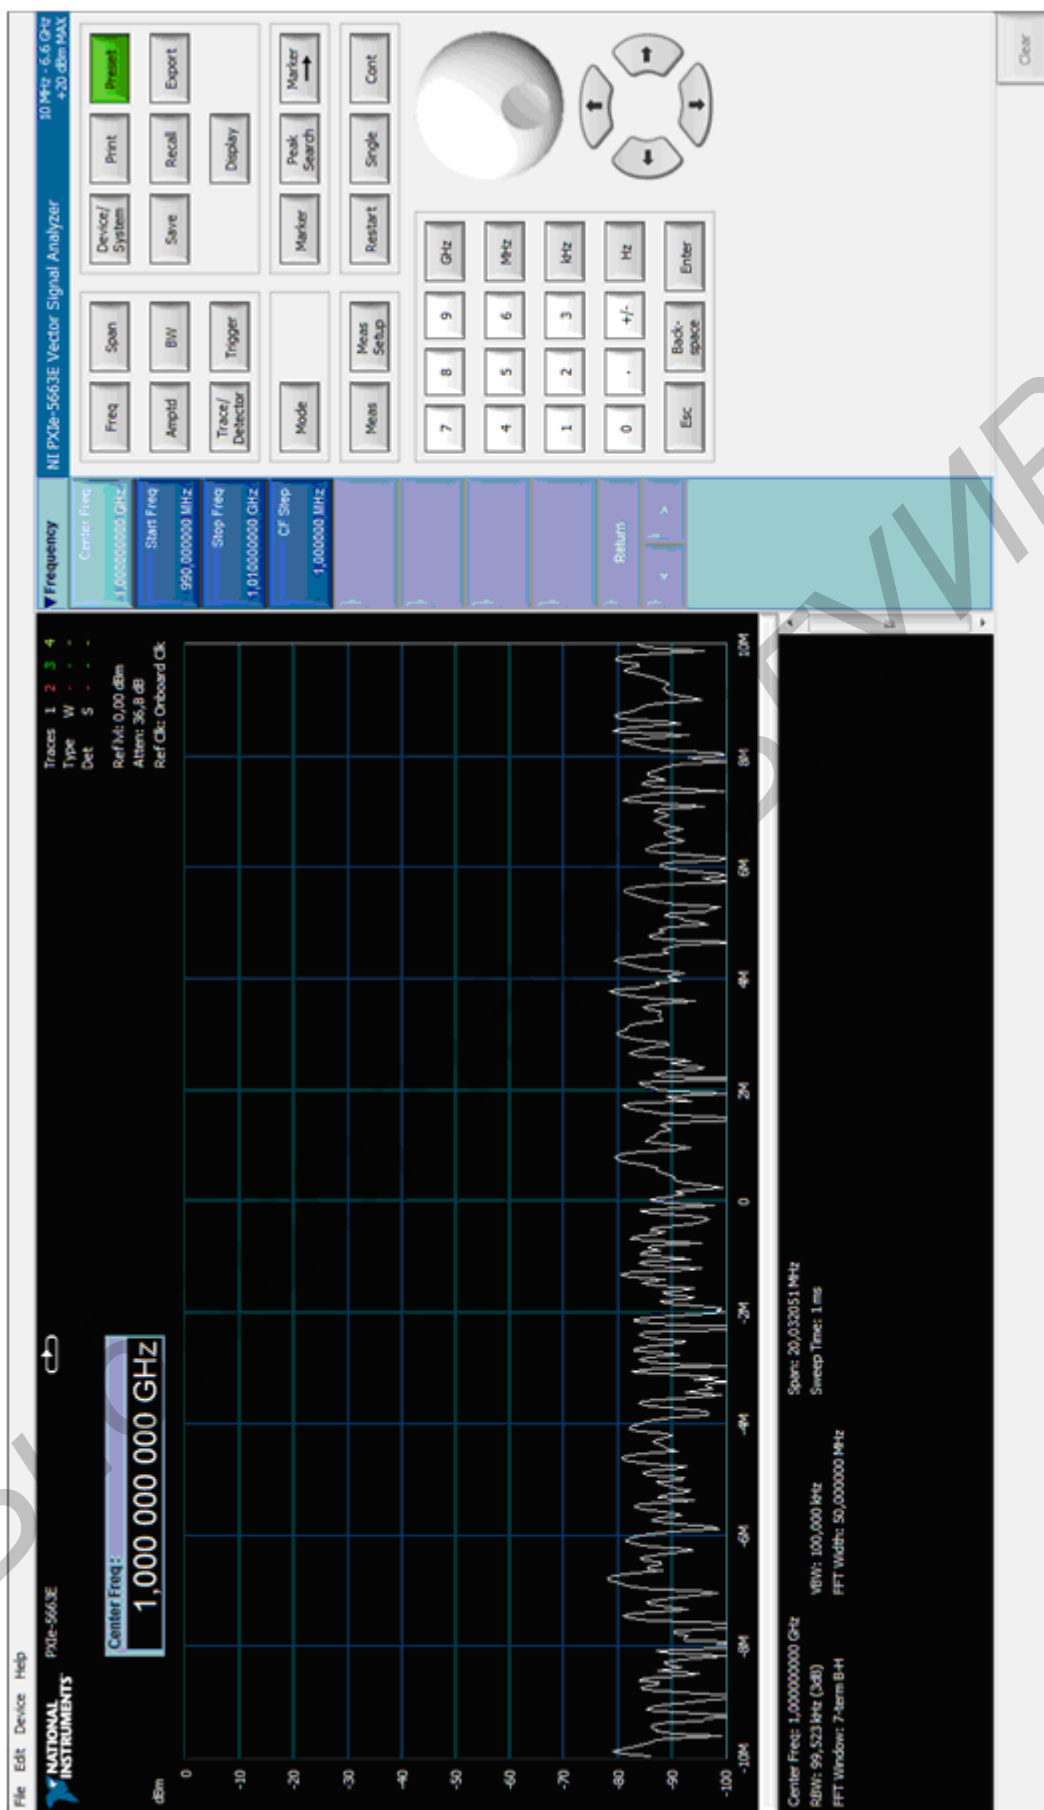 File Edit Device Help
NATIONAL
INSTRUMENTS
PXIe-5663E
Traces 1 2 3 4
Type W - - -
Det S - - -
Center Freq:
1,000 000 000 GHz
Ref lvl: 0,00 dBm
Atten: 36,8 dB
Ref Clk: Onboard Clk
dBm
0
-10
-20
-30
-40
-50
-60
-70
-80
-90
-100
-10M -8M -6M -4M -2M 0 2M 4M 6M 8M 10M
Center Freq: 1,000000000 GHz
Span: 20,032051 MHz
RBW: 99,523 kHz (3dB)
VBW: 100,000 kHz
Sweep Time: 1 ms
FFT Window: 7-term B-H
FFT Width: 50,000000 MHz
Frequency
Center Freq
1,000000000 GHz
Start Freq
990,000000 MHz
Stop Freq
1,010000000 GHz
CF Step
1,000000 MHz
Return
< >
NI PXIe-5663E Vector Signal Analyzer
10 MHz - 6.6 GHz
+20 dBm MAX
Freq Span
Device/
System
Print Preset
Amptd BW Save Recall Export
Trace/
Detector
Trigger Display
Mode Marker
Peak
Search
Marker
Meas
Meas
Setup
Restart Single Cont
7 8 9 GHz
4 5 6 MHz
1 2 3 kHz
0 . +/- Hz
Esc
Back-
space
Enter
Clear